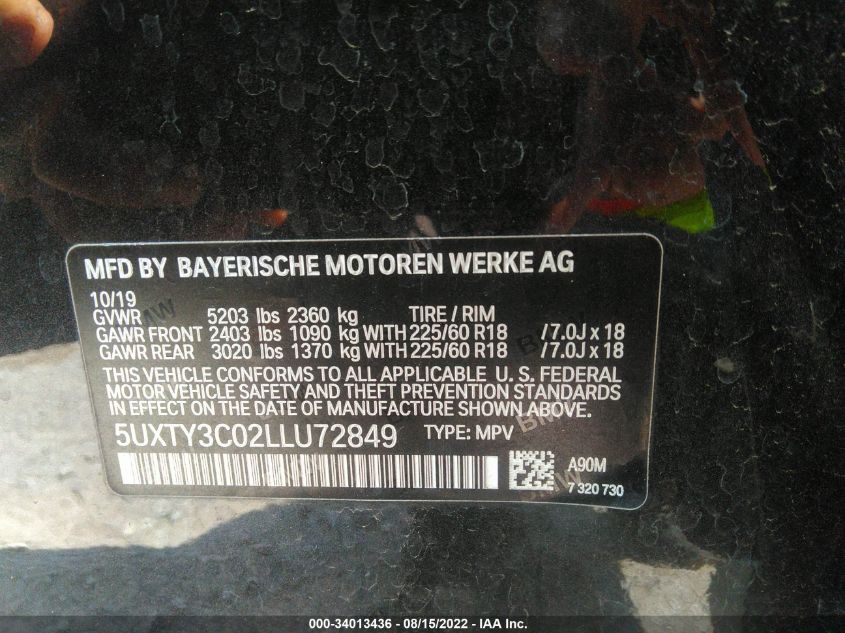 MFD BY BAYERISCHE MOTOREN WERKE AG
10/19
GVWR 5203 lbs 2360 kg TIRE / RIM
GAWR FRONT 2403 lbs 1090 kg WITH 225/60 R18 /7.0J x 18
GAWR REAR 3020 lbs 1370 kg WITH 225/60 R18 /7.0J x 18
THIS VEHICLE CONFORMS TO ALL APPLICABLE U. S. FEDERAL
MOTOR VEHICLE SAFETY AND THEFT PREVENTION STANDARDS
IN EFFECT ON THE DATE OF MANUFACTURE SHOWN ABOVE.
5UXTY3C02LLU72849 TYPE: MPV
A90M
7 320 730
000-34013436 - 08/15/2022 - IAA Inc.